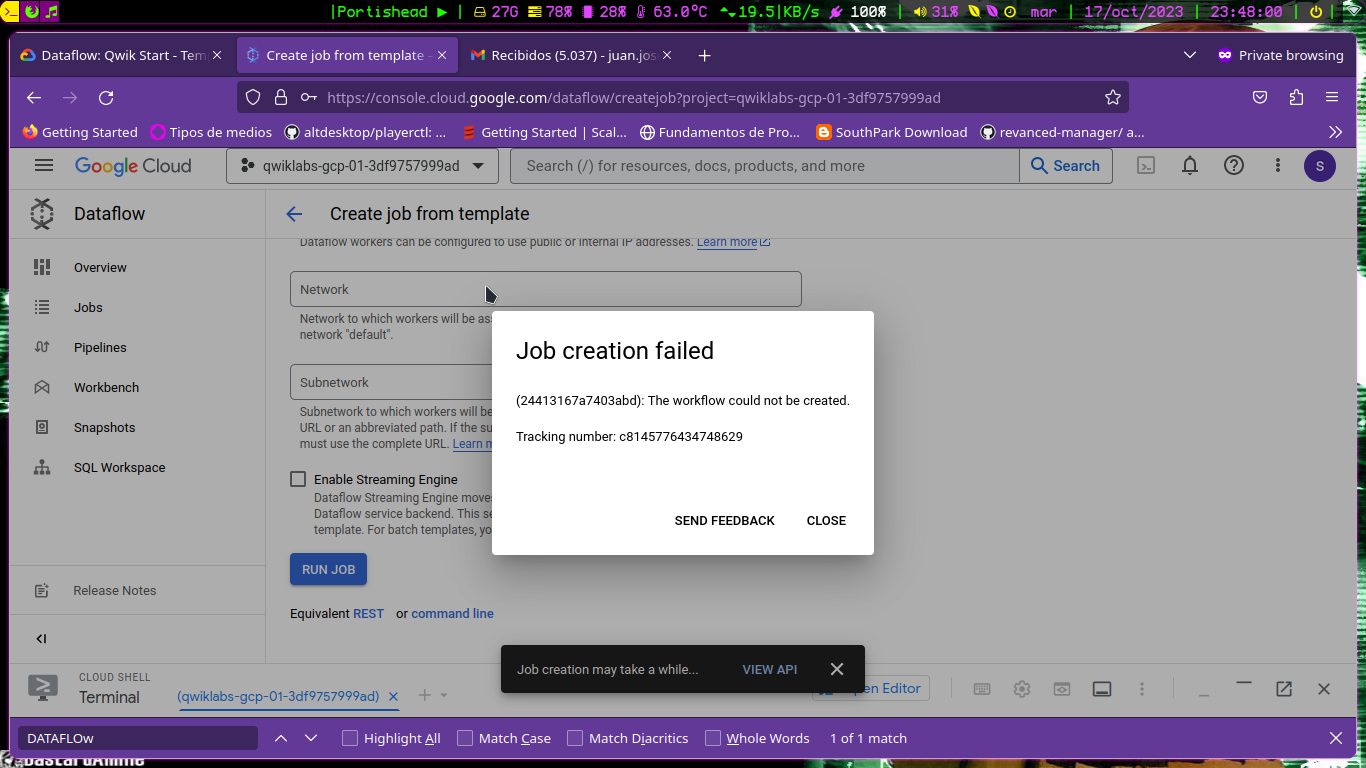 |Portishead ▶ | 27G 78% 28% 63.0°C 19.5|KB/s 100% | 31% mar | 17/oct/2023 | 23:48:00 |
Dataflow: Qwik Start - Tem
Create job from template -
Recibidos (5.037) - juan.jos
Private browsing
https://console.cloud.google.com/dataflow/createjob?project=qwiklabs-gcp-01-3df9757999ad
Getting Started
Tipos de medios
altdesktop/playerctl: ...
Getting Started | Scal...
Fundamentos de Pro...
SouthPark Download
revanced-manager/ a...
Google Cloud
qwiklabs-gcp-01-3df9757999ad
Search (/) for resources, docs, products, and more
Search
S
Dataflow
Create job from template
Overview
Jobs
Pipelines
Workbench
Snapshots
SQL Workspace
Release Notes
Dataflow workers can be configured to use public or internal IP addresses. Learn more
Network
Network to which workers will be as
network "default".
Subnetwork
Subnetwork to which workers will be
URL or an abbreviated path. If the su
must use the complete URL. Learn m
Enable Streaming Engine
Dataflow Streaming Engine moves
Dataflow service backend. This se
template. For batch templates, yo
RUN JOB
Equivalent REST or command line
Job creation failed
(24413167a7403abd): The workflow could not be created.
Tracking number: c8145776434748629
SEND FEEDBACK
CLOSE
Job creation may take a while...
VIEW API
CLOUD SHELL
Terminal
(qwiklabs-gcp-01-3df9757999ad)
en Editor
DATAFLOw
Highlight All
Match Case
Match Diacritics
Whole Words
1 of 1 match